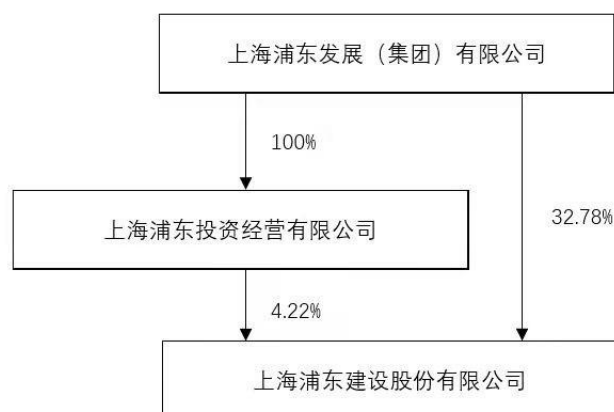 上海浦东发展（集团）有限公司
100%
上海浦东投资经营有限公司
32.78%
4.22%
上海浦东建设股份有限公司